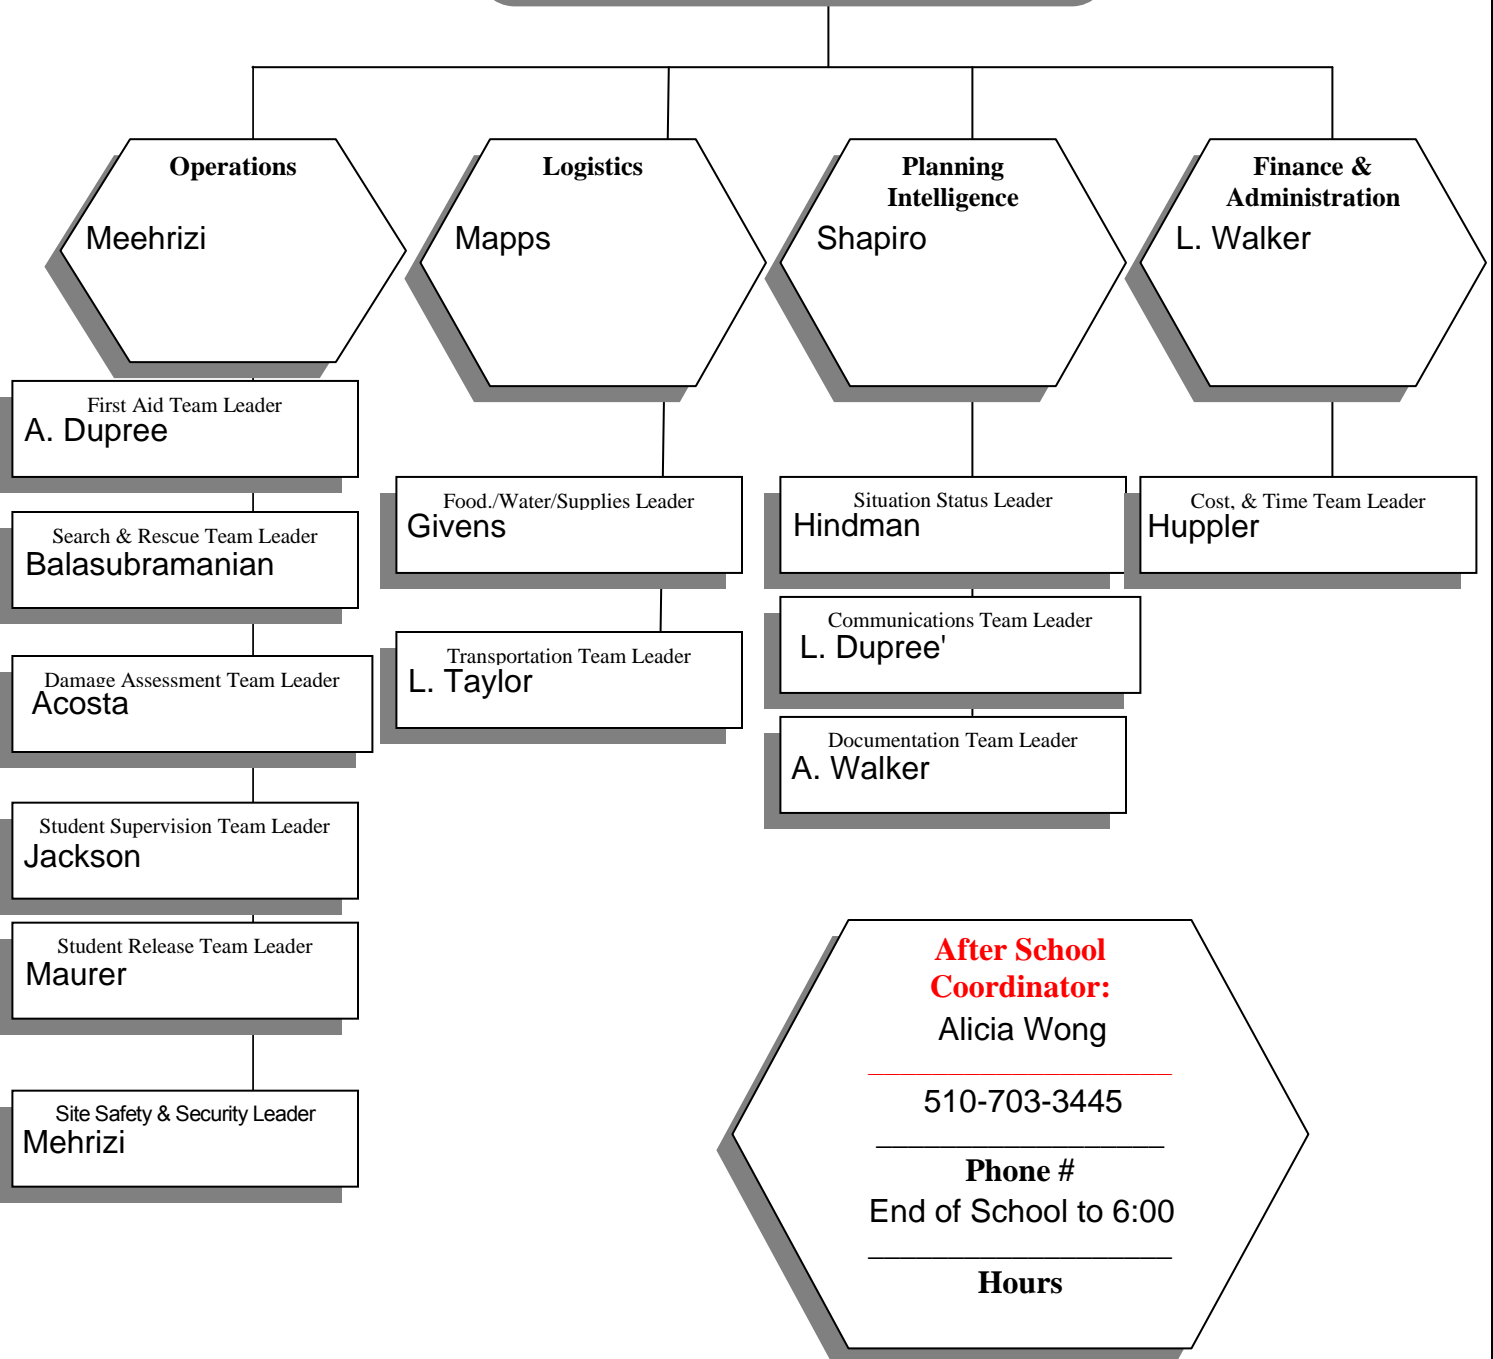 Operations
Meehrizi
Logistics
Mapps
Planning
Intelligence
Shapiro
Finance &
Administration
L. Walker
First Aid Team Leader
A. Dupree
Search & Rescue Team Leader
Balasubramanian
Damage Assessment Team Leader
Acosta
Student Supervision Team Leader
Jackson
Student Release Team Leader
Maurer
Site Safety & Security Leader
Mehrizi
Food./Water/Supplies Leader
Givens
Transportation Team Leader
L. Taylor
Situation Status Leader
Hindman
Communications Team Leader
L. Dupree'
Documentation Team Leader
A. Walker
Cost, & Time Team Leader
Huppler
After School
Coordinator:
Alicia Wong
510-703-3445
Phone #
End of School to 6:00
Hours